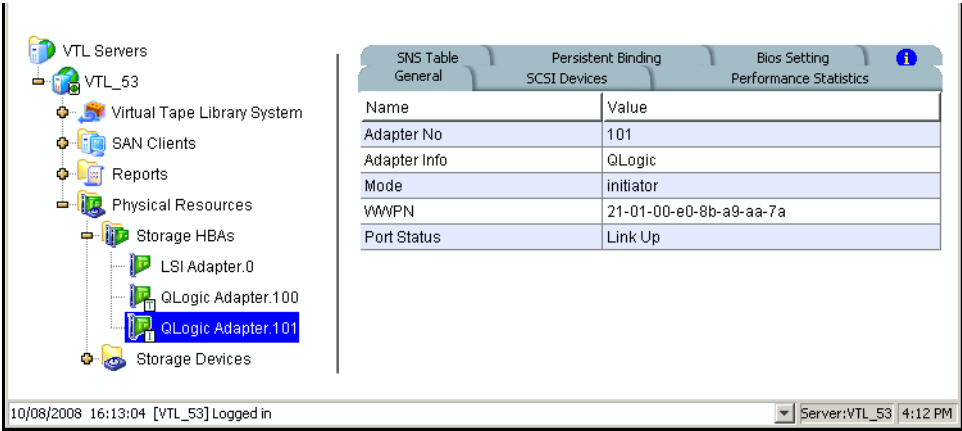 VTL Servers
VTL_53
Virtual Tape Library System
SAN Clients
Reports
Physical Resources
Storage HBAs
LSI Adapter.0
T QLogic Adapter.100
I QLogic Adapter.101
Storage Devices
SNS Table Persistent Binding Bios Setting i
General SCSI Devices Performance Statistics
Name Value
Adapter No 101
Adapter Info QLogic
Mode initiator
WWPN 21-01-00-e0-8b-a9-aa-7a
Port Status Link Up
10/08/2008 16:13:04 [VTL_53] Logged in Server:VTL_53 4:12 PM